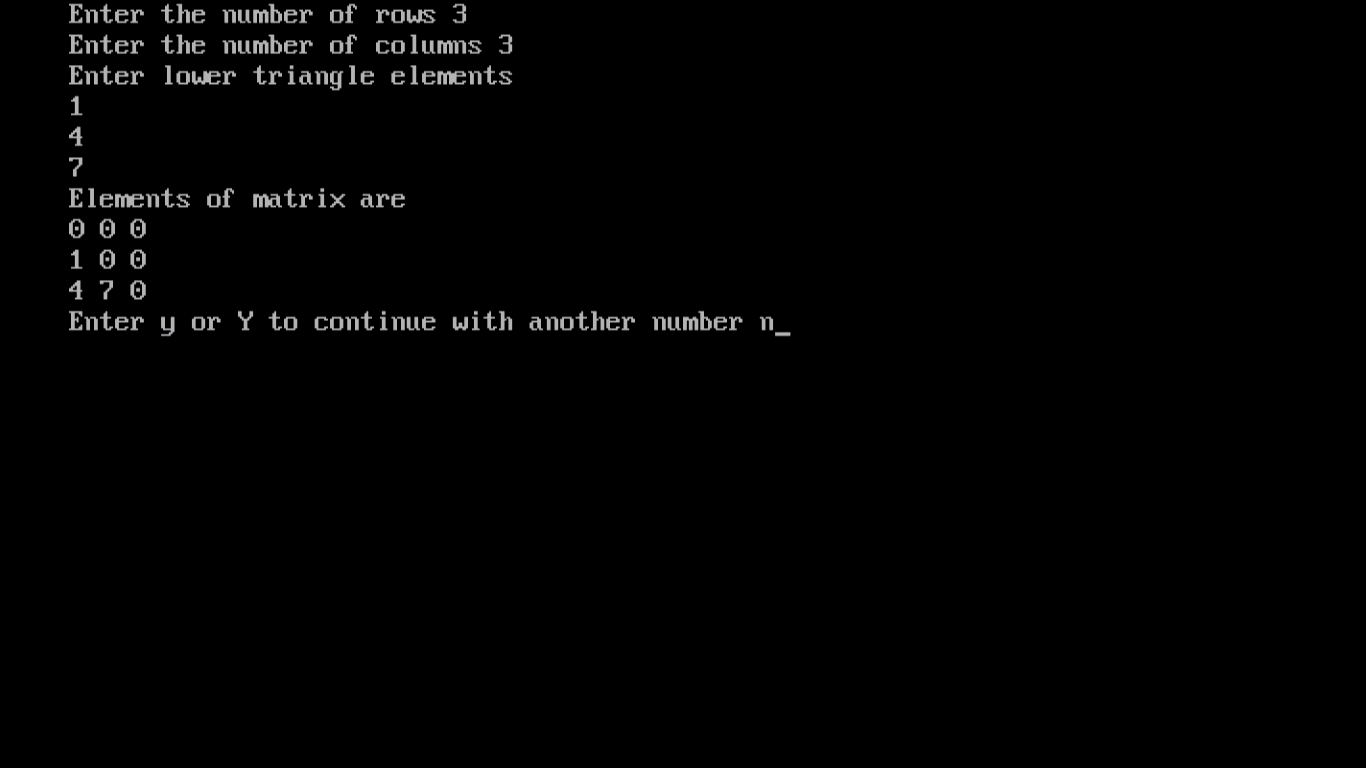 Enter the number of rows 3
Enter the number of columns 3
Enter lower triangle elements
1
4
7
Elements of matrix are
0 0 0
1 0 0
4 7 0
Enter y or Y to continue with another number n_